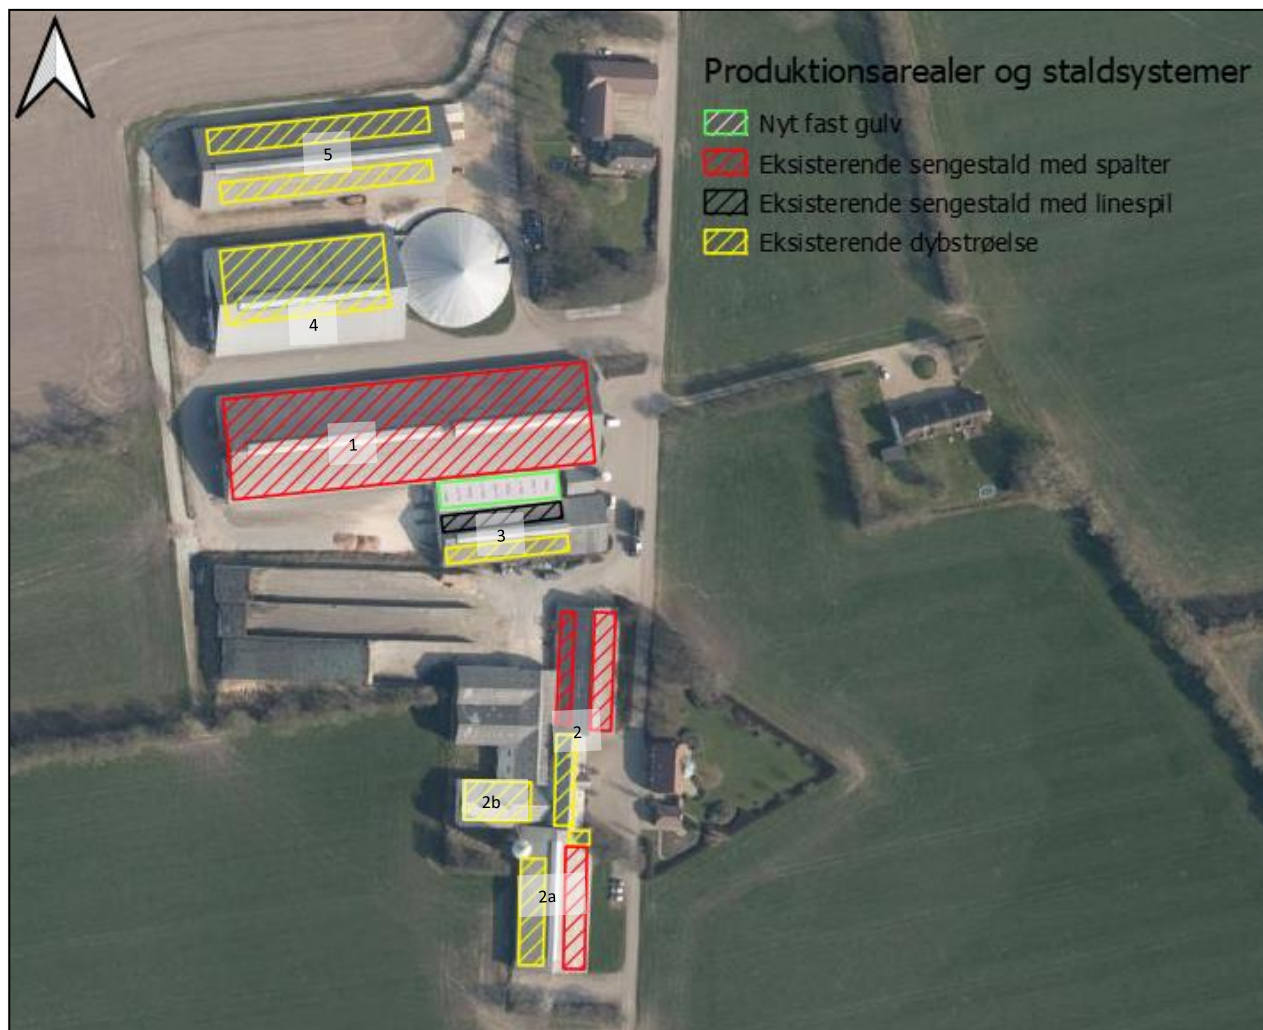 Produktionsarealer og staldsystemer
Nyt fast gulv
Eksisterende sengestald med spalter
Eksisterende sengestald med linespil
Eksisterende dybstrøelse
5
4
1
3
2
2b
2a